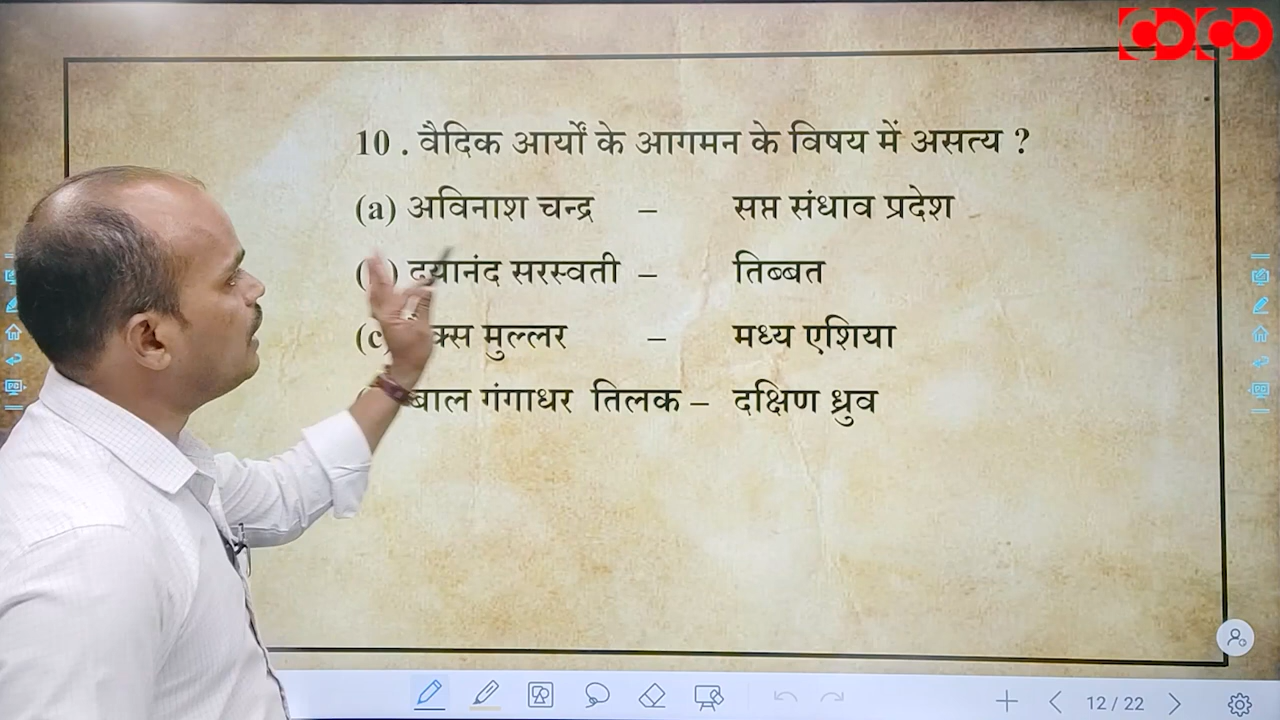 10 . वैदिक आर्यों के आगमन के विषय में असत्य ?
(a) अविनाश चन्द्र – सप्त संधाव प्रदेश
( ) दयानंद सरस्वती – तिब्बत
(c) क्स मुल्लर – मध्य एशिया
बाल गंगाधर तिलक – दक्षिण ध्रुव
12 / 22